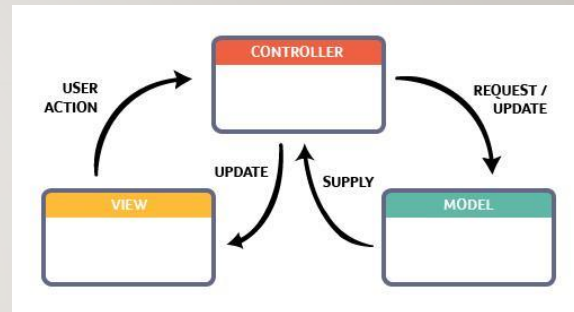 CONTROLLER
USER
ACTION
REQUEST /
UPDATE
UPDATE
SUPPLY
VIEW
MODEL